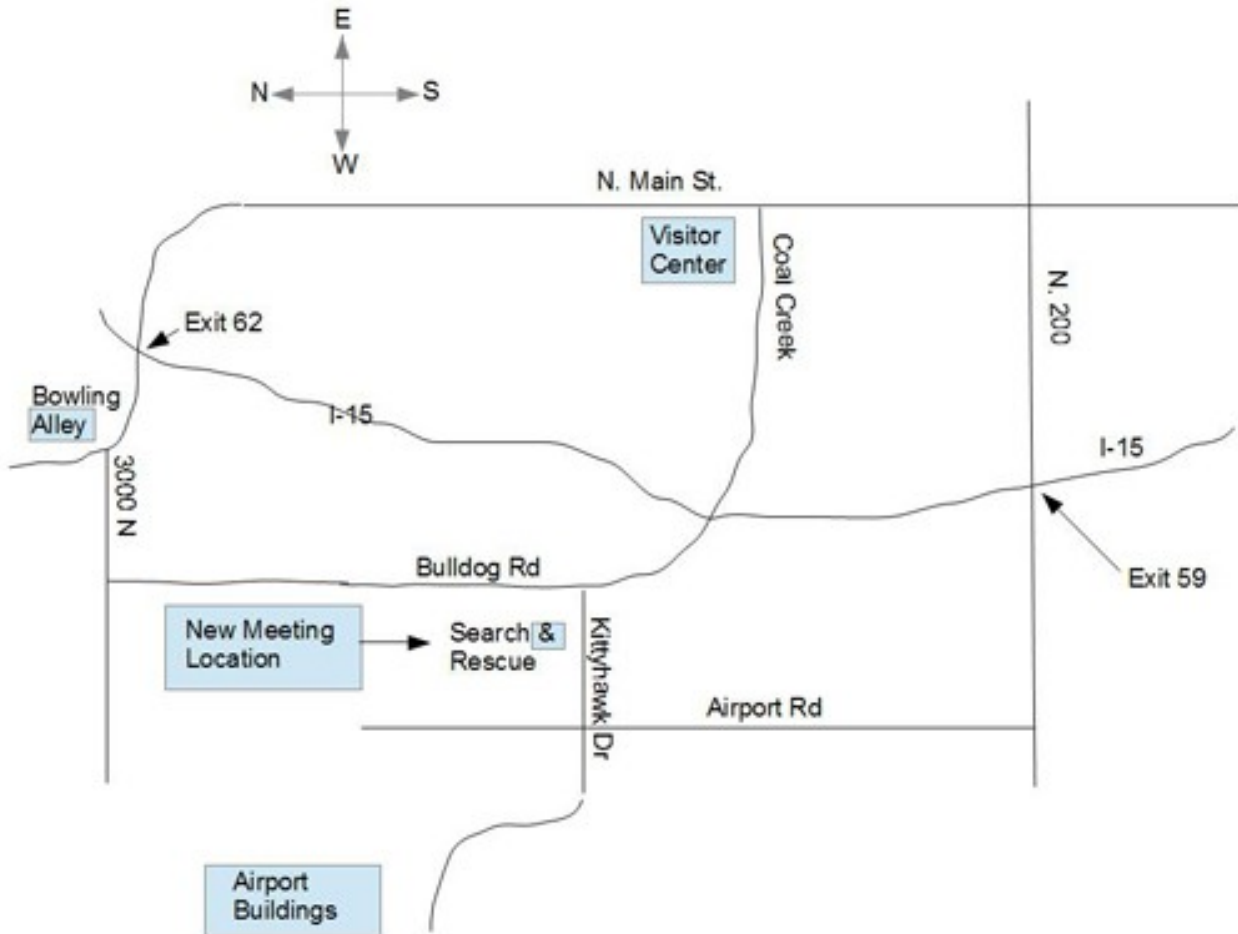 E
N
S
W
N. Main St.
Visitor
Center
Coal Creek
N. 200
Exit 62
Bowling
Alley
I-15
I-15
3000 N
Bulldog Rd
Exit 59
New Meeting
Location
Search &
Rescue
Kittyhawk Dr
Airport Rd
Airport
Buildings